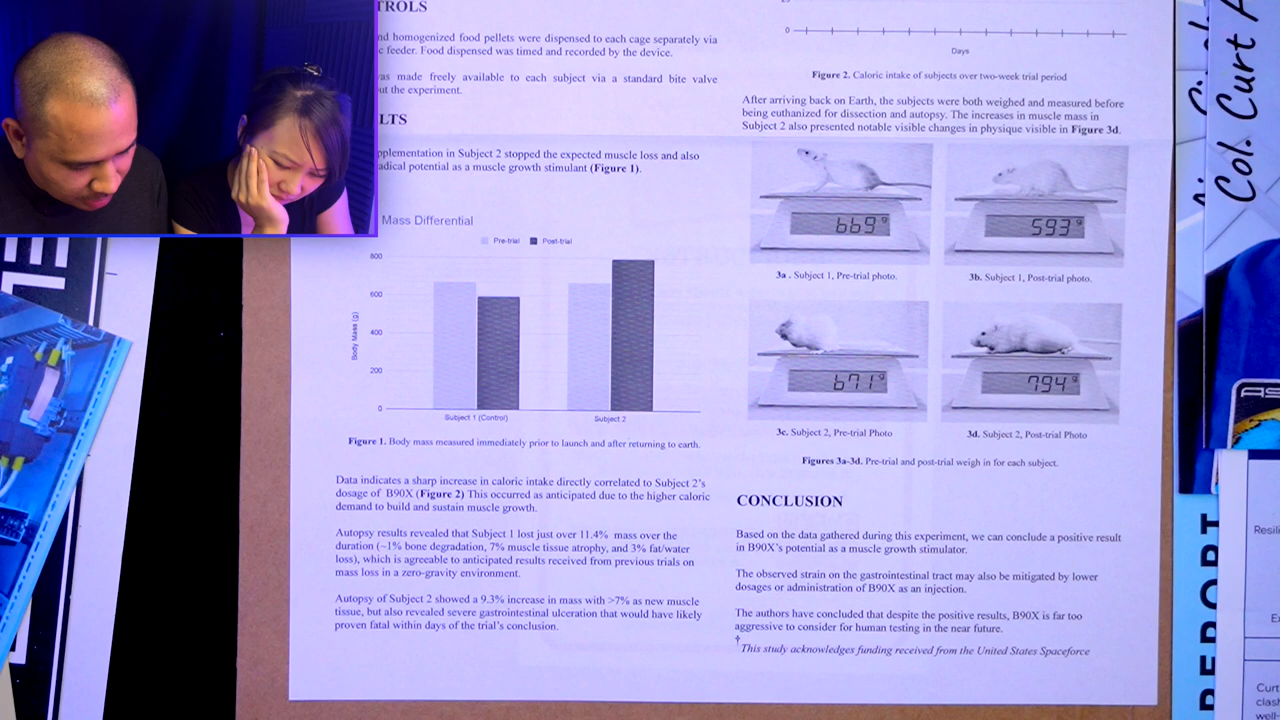 TROLS
nd homogenized food pellets were dispensed to each cage separately via
c feeder. Food dispensed was timed and recorded by the device.
as made freely available to each subject via a standard bite valve
ut the experiment.
LTS
pplementation in Subject 2 stopped the expected muscle loss and also
adical potential as a muscle growth stimulant (Figure 1).
Mass Differential
Pre-trial Post-trial
800
600
400
200
0
Body Mass (g)
Subject 1 (Control) Subject 2
Figure 1. Body mass measured immediately prior to launch and after returning to earth.
Data indicates a sharp increase in caloric intake directly correlated to Subject 2's
dosage of B90X (Figure 2) This occurred as anticipated due to the higher caloric
demand to build and sustain muscle growth.
Autopsy results revealed that Subject 1 lost just over 11.4% mass over the
duration (~1% bone degradation, 7% muscle tissue atrophy, and 3% fat/water
loss), which is agreeable to anticipated results received from previous trials on
mass loss in a zero-gravity environment.
Autopsy of Subject 2 showed a 9.3% increase in mass with >7% as new muscle
tissue, but also revealed severe gastrointestinal ulceration that would have likely
proven fatal within days of the trial's conclusion.
0
Days
Figure 2. Caloric intake of subjects over two-week trial period
After arriving back on Earth, the subjects were both weighed and measured before
being euthanized for dissection and autopsy. The increases in muscle mass in
Subject 2 also presented notable visible changes in physique visible in Figure 3d.
669g
593g
3a . Subject 1, Pre-trial photo.
3b. Subject 1, Post-trial photo.
671g
794g
3c. Subject 2, Pre-trial Photo
3d. Subject 2, Post-trial Photo
Figures 3a-3d. Pre-trial and post-trial weigh in for each subject.
CONCLUSION
Based on the data gathered during this experiment, we can conclude a positive result
in B90X's potential as a muscle growth stimulator.
The observed strain on the gastrointestinal tract may also be mitigated by lower
dosages or administration of B90X as an injection.
The authors have concluded that despite the positive results, B90X is far too
aggressive to consider for human testing in the near future.
† This study acknowledges funding received from the United States Spaceforce
Col. Curt A
AS
REPORT
Resili
E
Curt
clas
well-